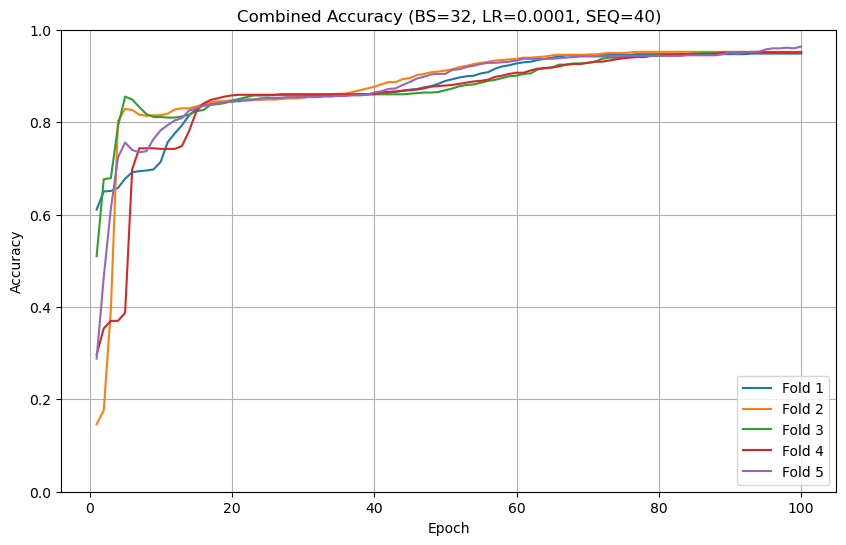 Combined Accuracy (BS=32, LR=0.0001, SEQ=40)
Accuracy
1.0
0.8
0.6
0.4
0.2
0.0
0 20 40 60 80 100
Epoch
Fold 1
Fold 2
Fold 3
Fold 4
Fold 5